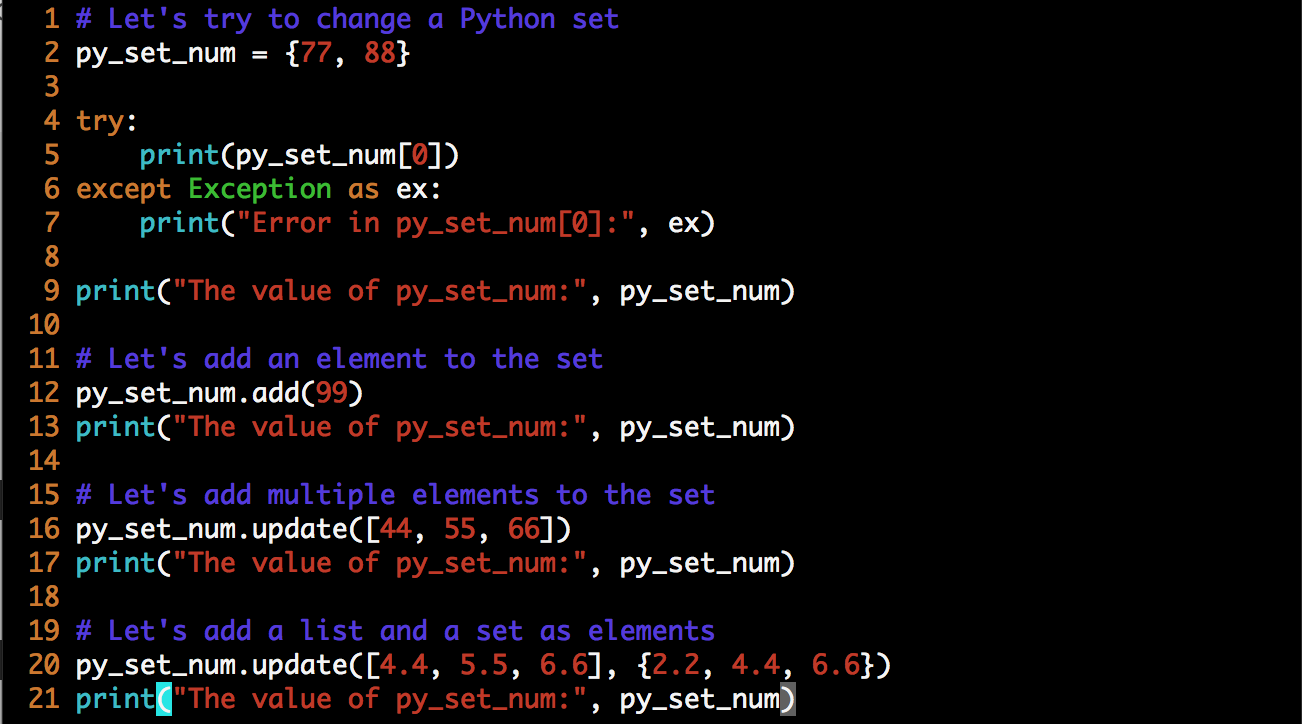 1 # Let's try to change a Python set
2 py_set_num = {77, 88}
3
4 try:
5     print(py_set_num[0])
6 except Exception as ex:
7     print("Error in py_set_num[0]:", ex)
8
9 print("The value of py_set_num:", py_set_num)
10
11 # Let's add an element to the set
12 py_set_num.add(99)
13 print("The value of py_set_num:", py_set_num)
14
15 # Let's add multiple elements to the set
16 py_set_num.update([44, 55, 66])
17 print("The value of py_set_num:", py_set_num)
18
19 # Let's add a list and a set as elements
20 py_set_num.update([4.4, 5.5, 6.6], {2.2, 4.4, 6.6})
21 print("The value of py_set_num:", py_set_num)